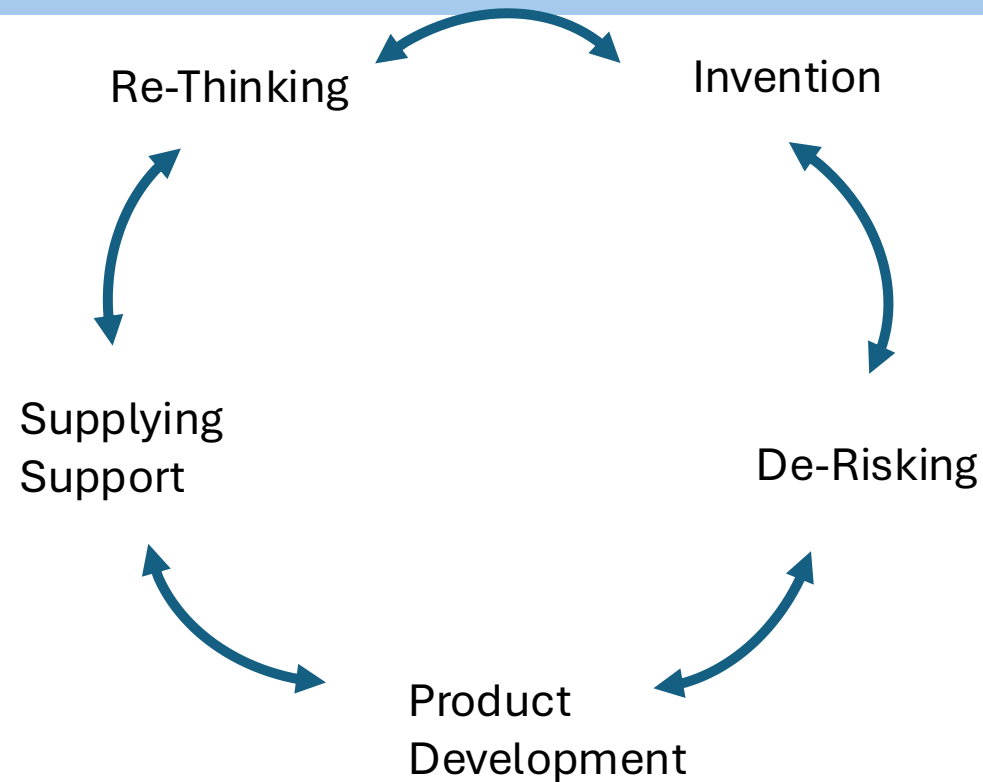 Re-Thinking
Invention
Supplying
Support
De-Risking
Product
Development